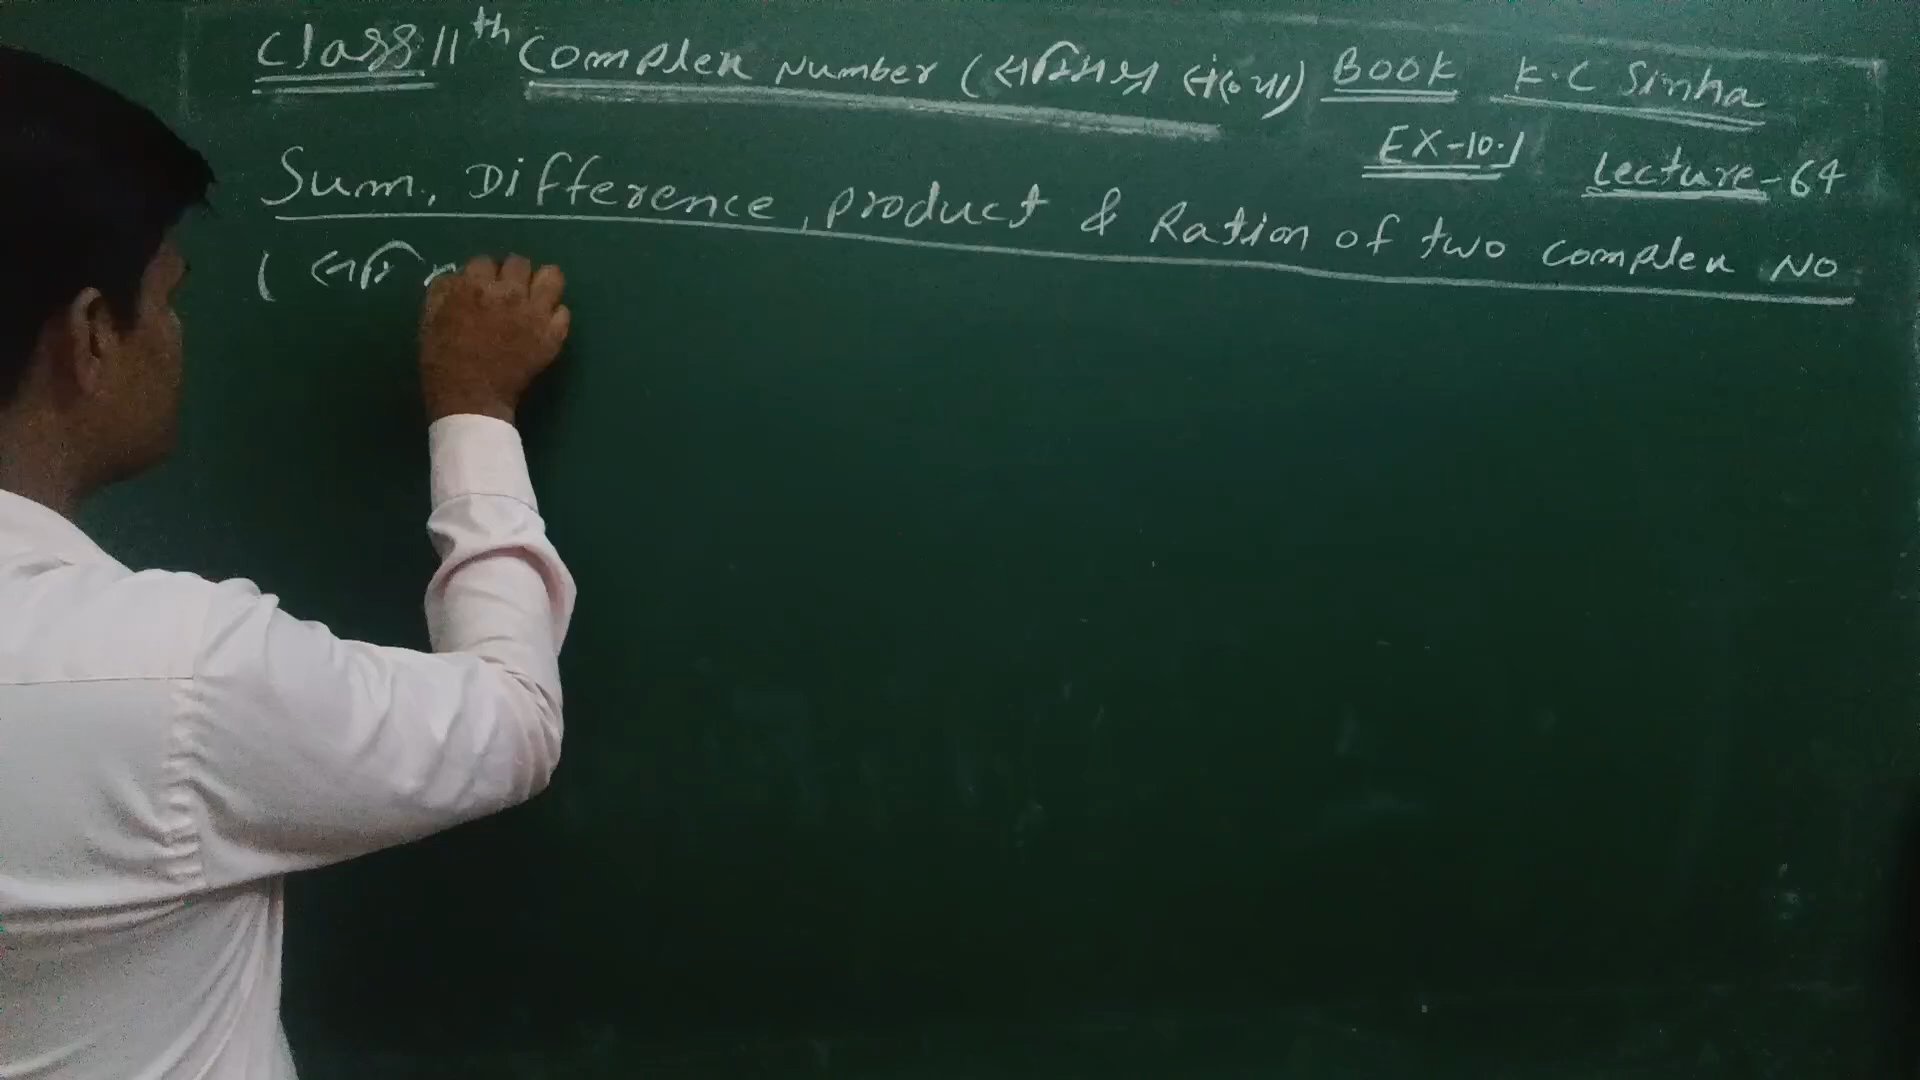 Class 11th Complex Number (सम्मिश्र संख्या) Book K.C Sinha
EX-10.1 Lecture-64
Sum, Difference, product & Ration of two complex No
( सम्मि